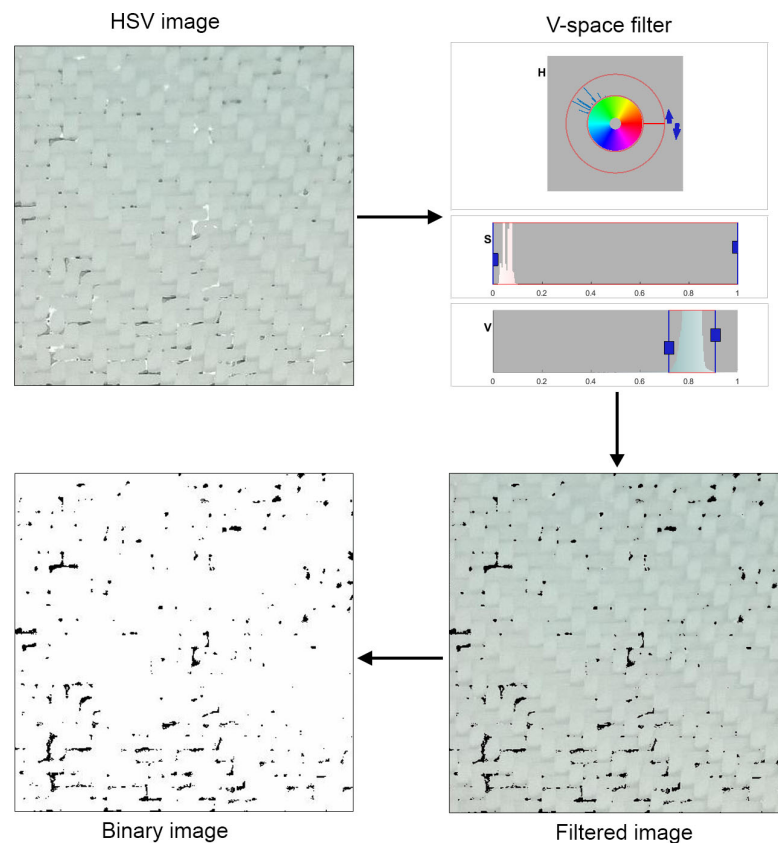 HSV image
V-space filter
H
S
0 0.2 0.4 0.6 0.8 1
V
0 0.2 0.4 0.6 0.8 1
Binary image
Filtered image